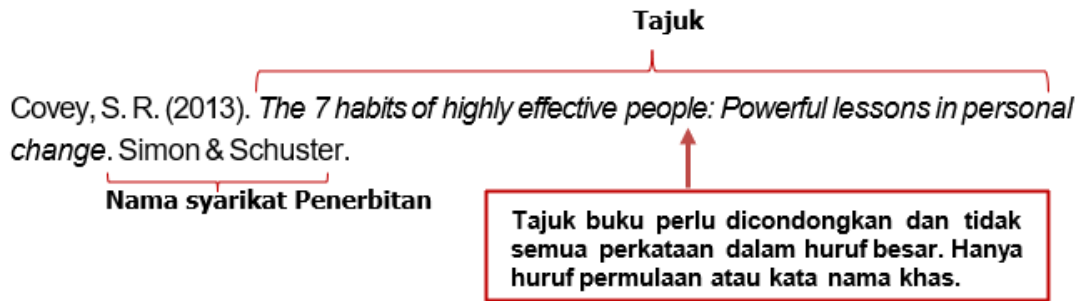 Tajuk
Covey, S. R. (2013). The 7 habits of highly effective people: Powerful lessons in personal
change. Simon & Schuster.
Nama syarikat Penerbitan
Tajuk buku perlu dicondongkan dan tidak
semua perkataan dalam huruf besar. Hanya
huruf permulaan atau kata nama khas.